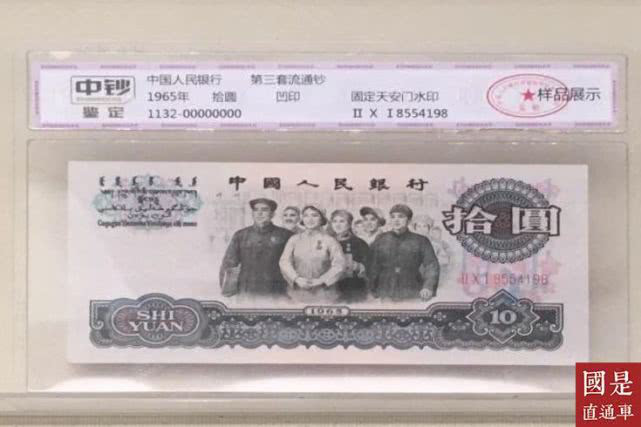 中钞
鉴定
中国人民银行 第三套流通钞
1965年 拾圆 凹印 固定天安门水印
1132-00000000 II X I 8554198
样品展示
中國人民銀行
拾圓
II X I 8554198
1965
SHI
YUAN
10
國是
直通車